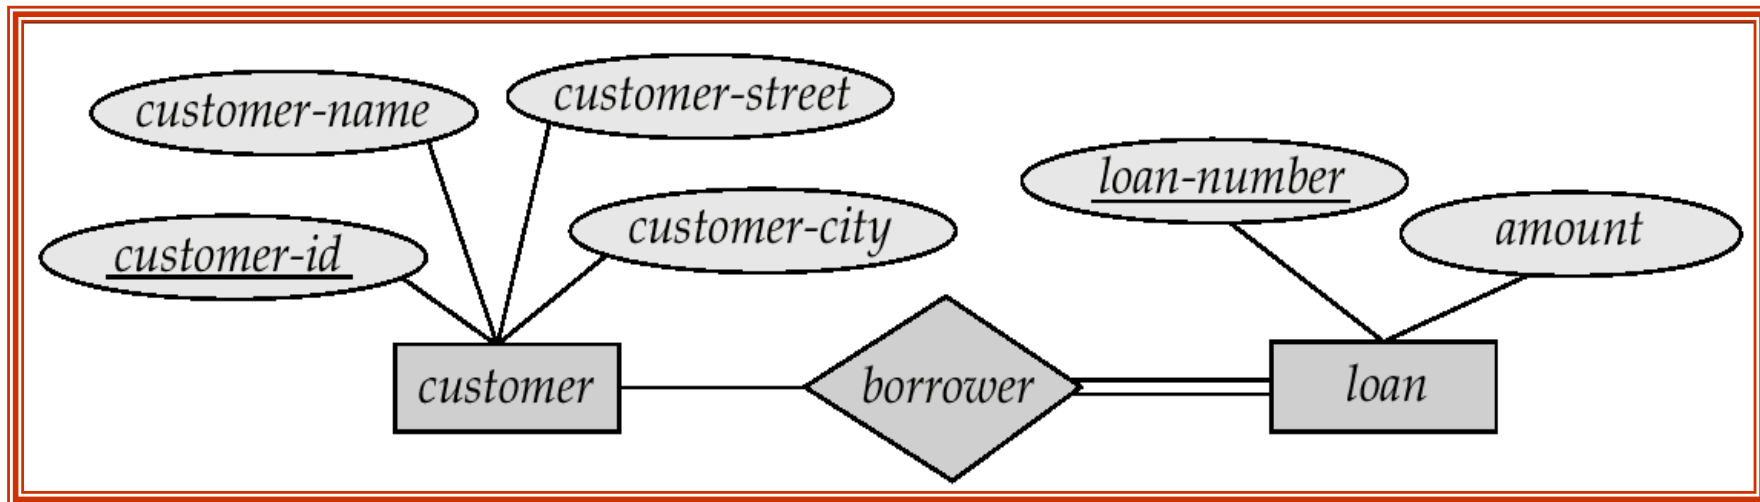 customer-name
customer-street
customer-id
customer-city
loan-number
amount
customer
borrower
loan